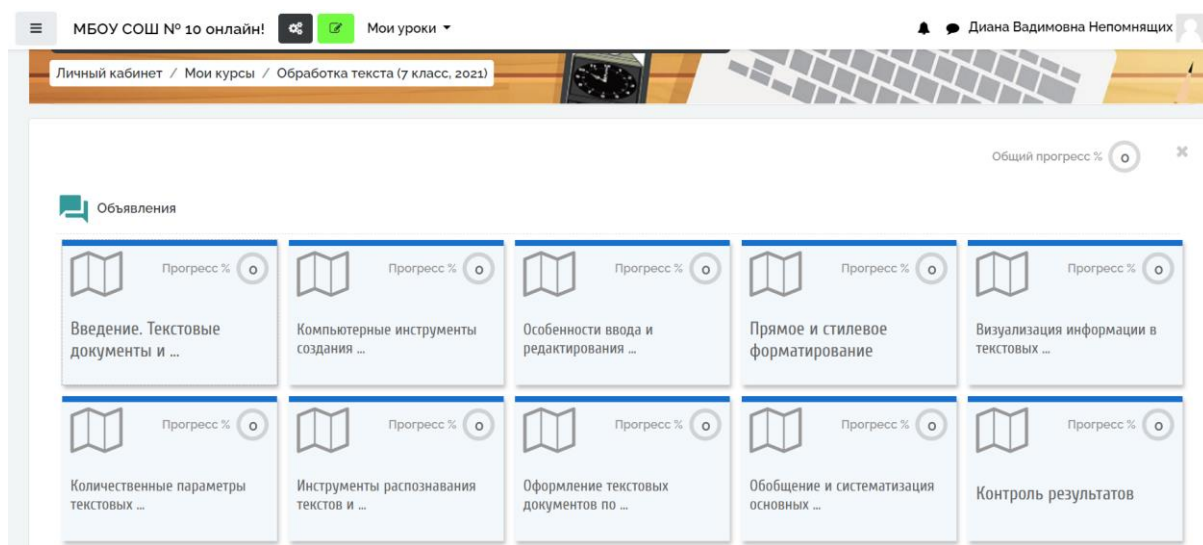 МБОУ СОШ № 10 онлайн! Мои уроки Диана Вадимовна Непомнящих
Личный кабинет / Мои курсы / Обработка текста (7 класс, 2021)
Общий прогресс % 0
Объявления
Прогресс % 0
Введение. Текстовые
документы и ...
Прогресс % 0
Компьютерные инструменты
создания ...
Прогресс % 0
Особенности ввода и
редактирования ...
Прогресс % 0
Прямое и стилевое
форматирование
Прогресс % 0
Визуализация информации в
текстовых ...
Прогресс % 0
Количественные параметры
текстовых ...
Прогресс % 0
Инструменты распознавания
текстов и ...
Прогресс % 0
Оформление текстовых
документов по ...
Прогресс % 0
Обобщение и систематизация
основных ...
Прогресс % 0
Контроль результатов